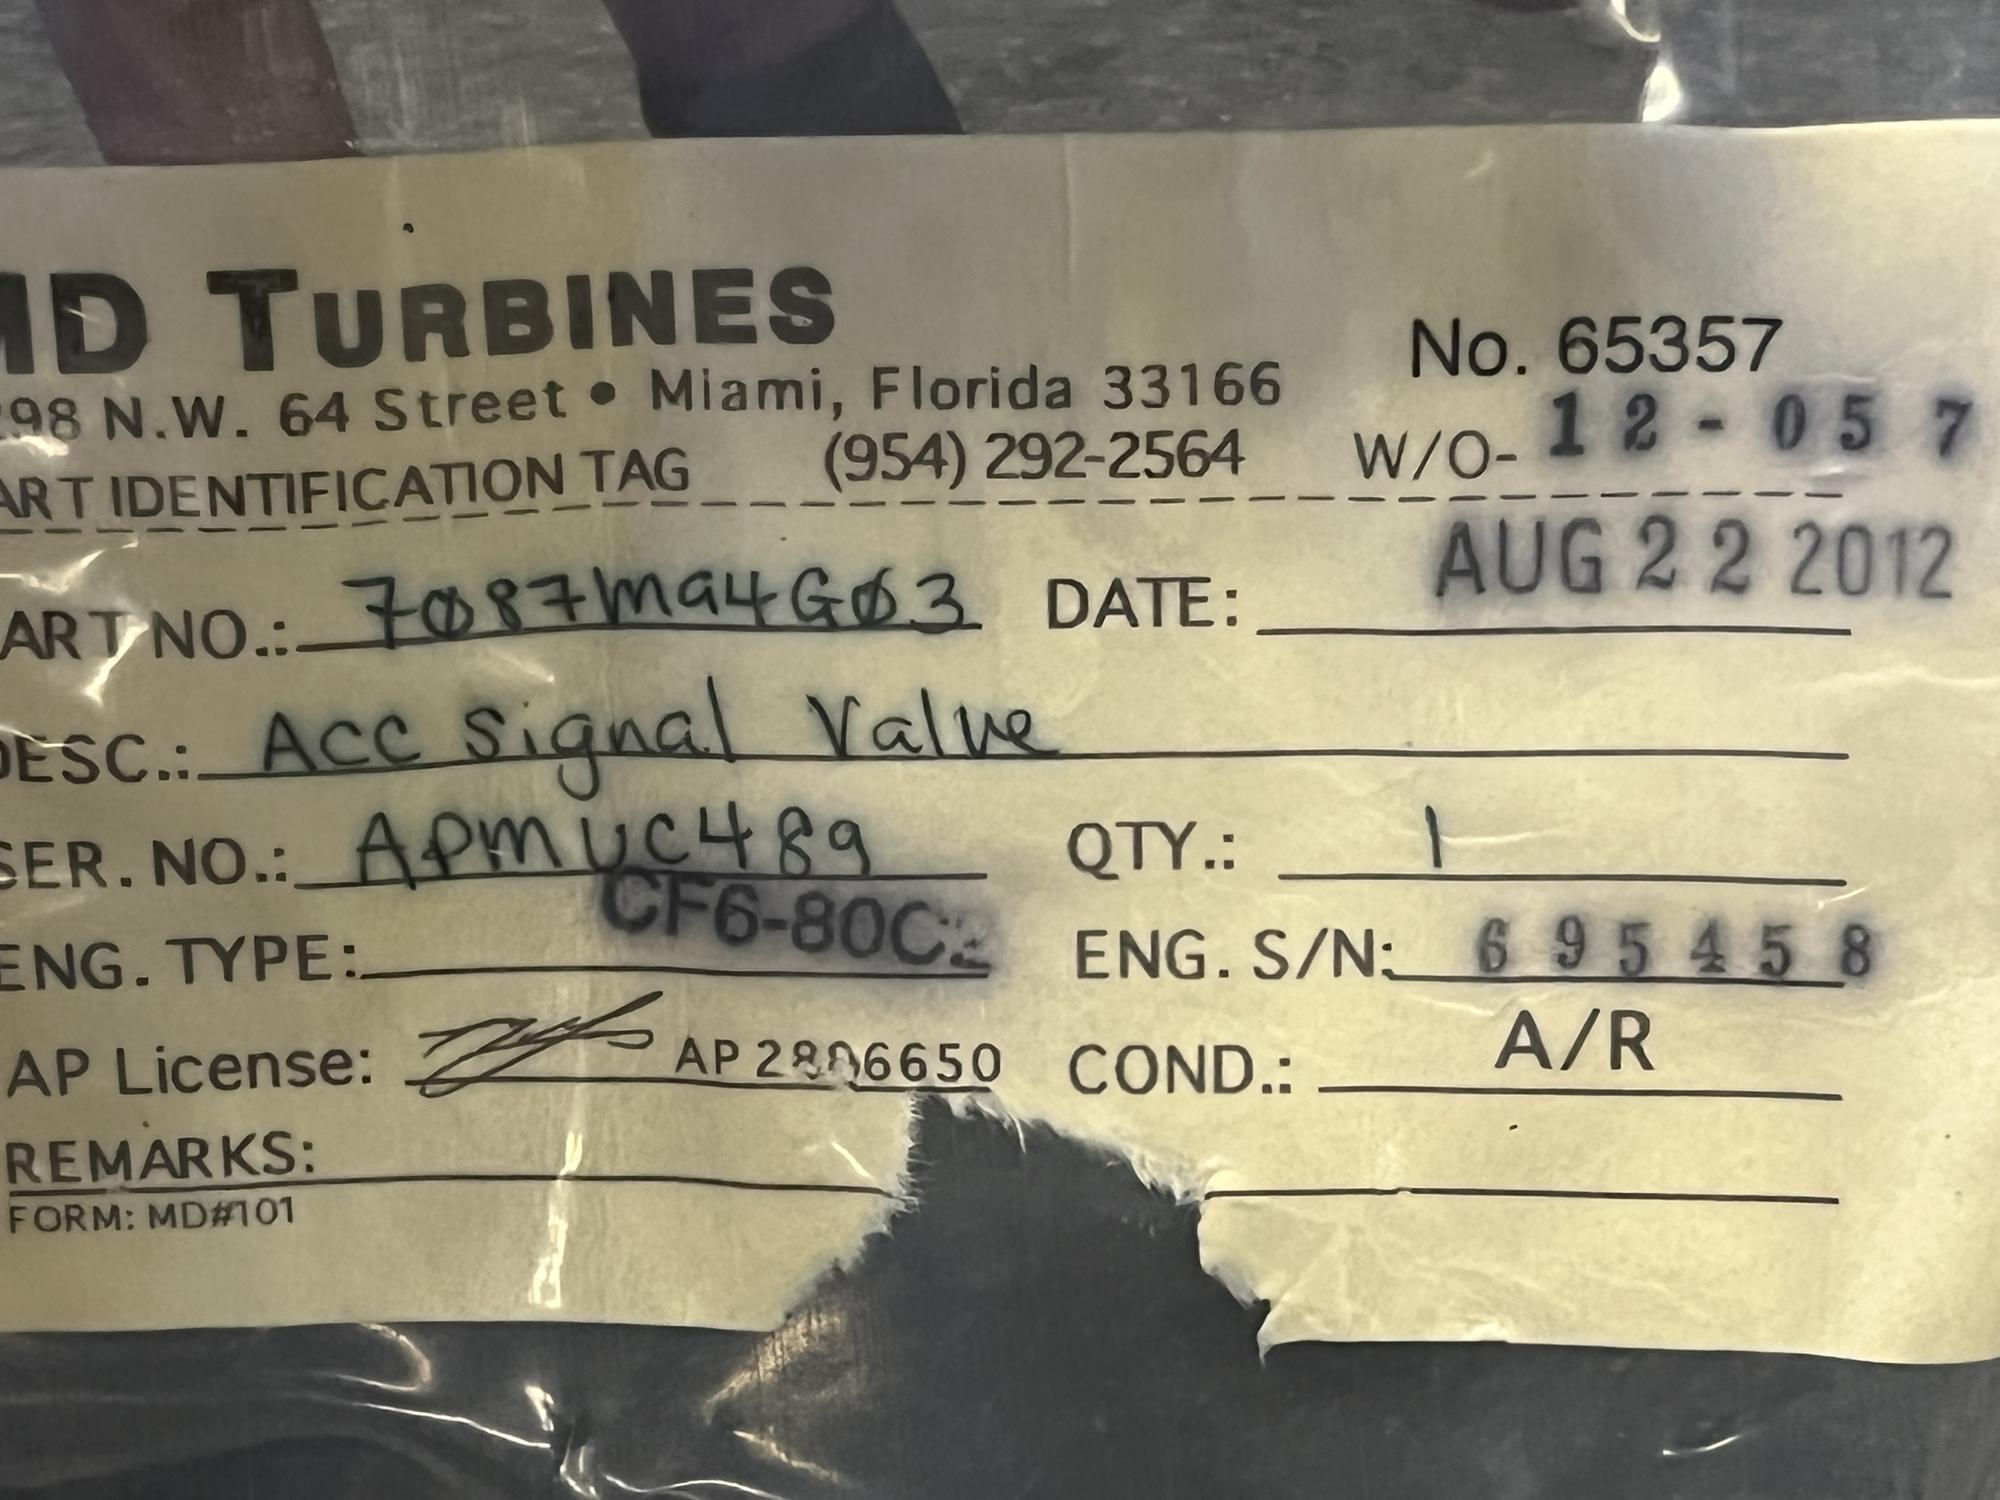 MD TURBINES
98 N.W. 64 Street • Miami, Florida 33166
No. 65357
ART IDENTIFICATION TAG (954) 292-2564 W/O- 12-057
ART NO.: 7087ma4G03 DATE: AUG 22 2012
DESC.: ACC signal Valve
SER. NO.: APMUC489 QTY.: 1
ENG. TYPE: CF6-80C2 ENG. S/N: 695458
AP License: AP 2806650 COND.: A/R
REMARKS:
FORM: MD#101